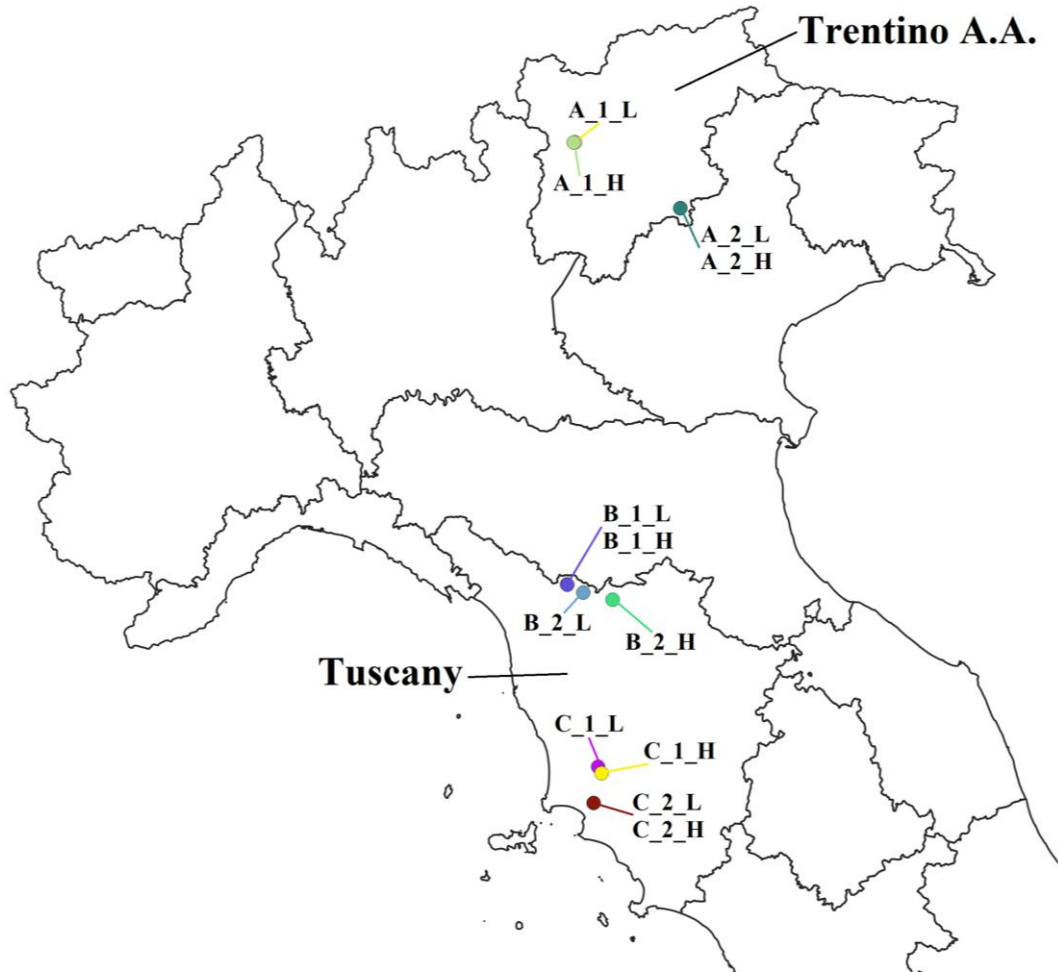 Trentino A.A.
A_1_L
A_1_H
A_2_L
A_2_H
B_1_L
B_1_H
B_2_L
B_2_H
Tuscany
C_1_L
C_1_H
C_2_L
C_2_H